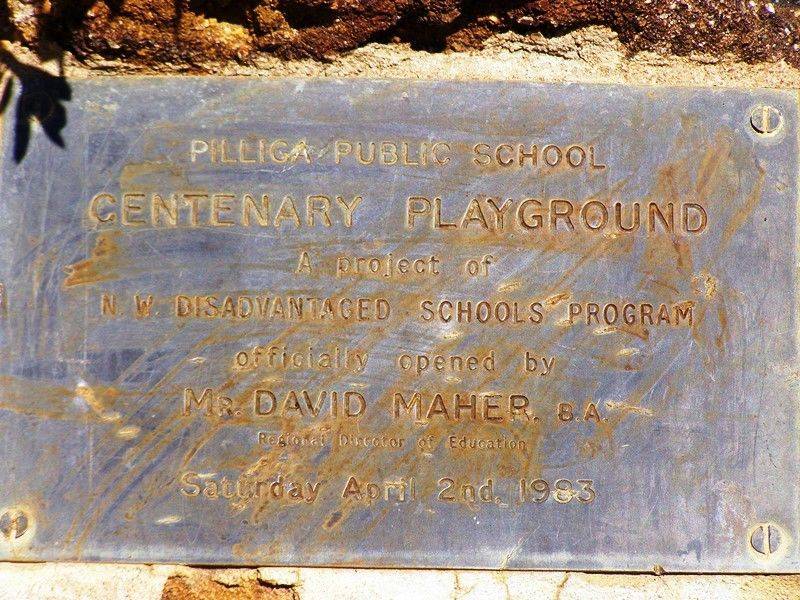 PILLIGA PUBLIC SCHOOL
CENTENARY PLAYGROUND
A project of
N. W. DISADVANTAGED SCHOOLS PROGRAM
officially opened by
MR. DAVID MAHER. B.A.
Regional Director of Education
Saturday April 2nd. 1983